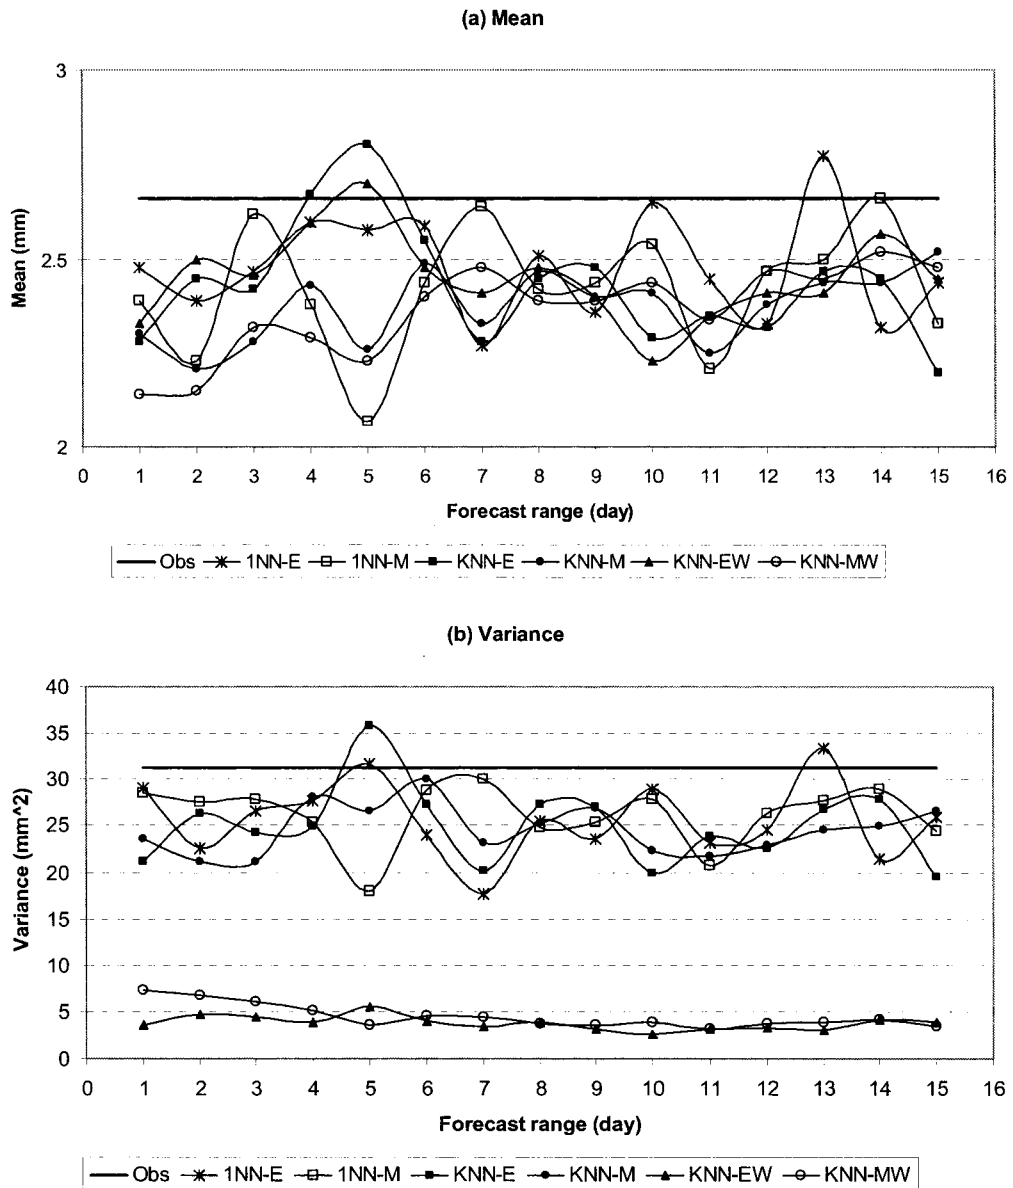 (a) Mean
3
2.5
2
Mean (mm)
0 1 2 3 4 5 6 7 8 9 10 11 12 13 14 15 16
Forecast range (day)
Obs 1NN-E 1NN-M KNN-E KNN-M KNN-EW KNN-MW
(b) Variance
40
35
30
25
20
15
10
5
0
Variance (mm^2)
0 1 2 3 4 5 6 7 8 9 10 11 12 13 14 15 16
Forecast range (day)
Obs 1NN-E 1NN-M KNN-E KNN-M KNN-EW KNN-MW